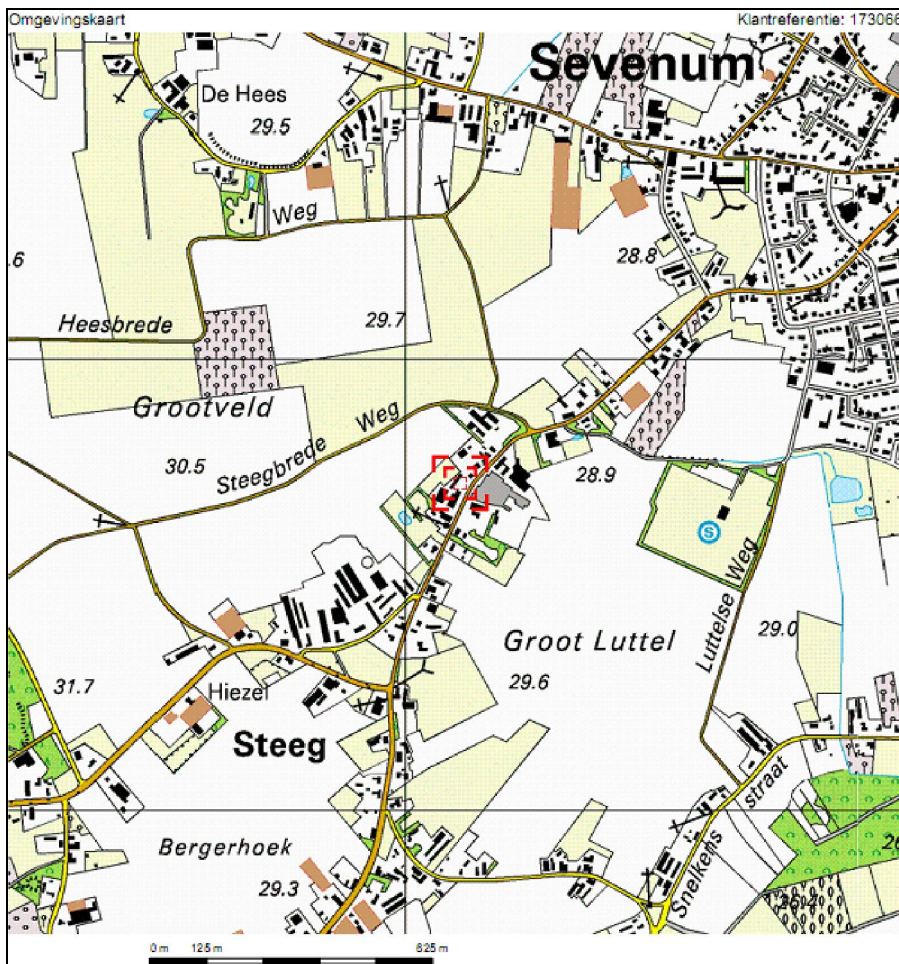 Omgevingskaart
Klantreferentie: 173066
Sevenum
De Hees
29.5
Weg
.6
28.8
29.7
Heesbrede
Grootveld
Weg
30.5
Steegbrede
28.9
S
Luttelse Weg
Groot Luttel
29.0
31.7
Hiezel
29.6
Steeg
straat
Bergerhoek
Snelkens
29.3
0 m 125 m 625 m